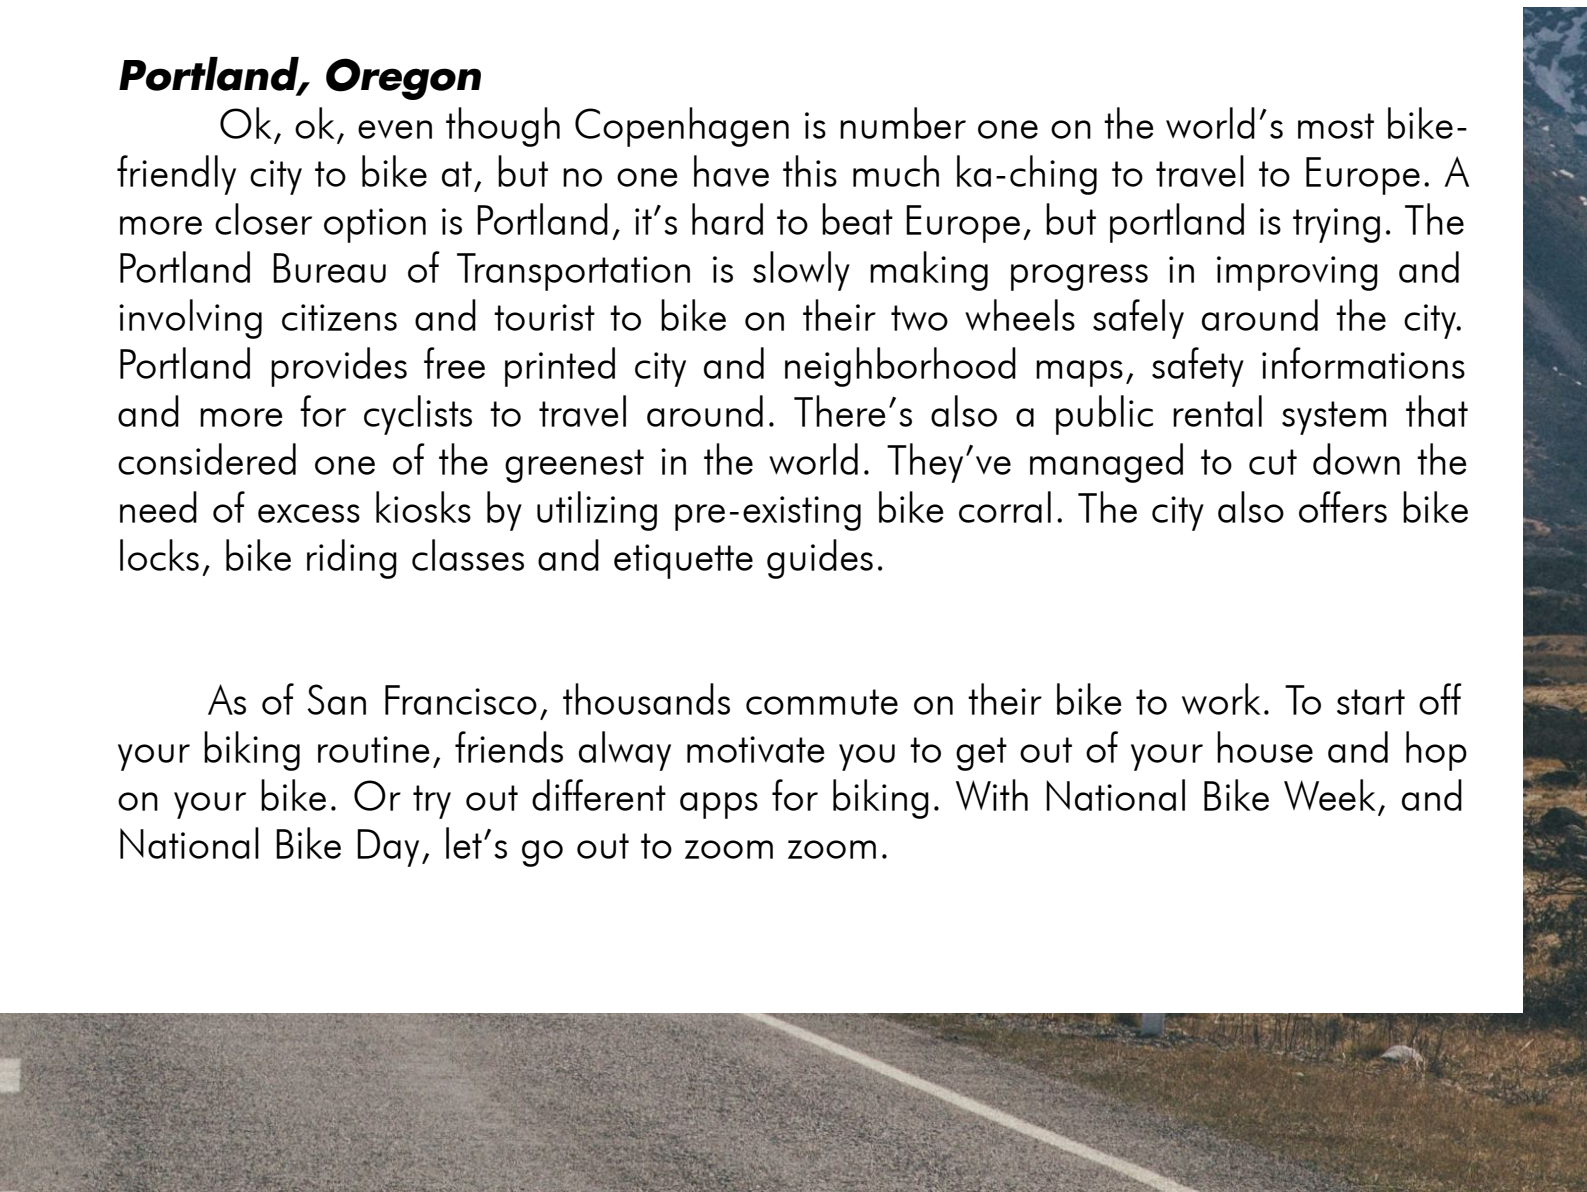 Portland, Oregon
Ok, ok, even though Copenhagen is number one on the world’s most bike-
friendly city to bike at, but no one have this much ka-ching to travel to Europe. A
more closer option is Portland, it’s hard to beat Europe, but portland is trying. The
Portland Bureau of Transportation is slowly making progress in improving and
involving citizens and tourist to bike on their two wheels safely around the city.
Portland provides free printed city and neighborhood maps, safety informations
and more for cyclists to travel around. There’s also a public rental system that
considered one of the greenest in the world. They’ve managed to cut down the
need of excess kiosks by utilizing pre-existing bike corral. The city also offers bike
locks, bike riding classes and etiquette guides.
As of San Francisco, thousands commute on their bike to work. To start off
your biking routine, friends alway motivate you to get out of your house and hop
on your bike. Or try out different apps for biking. With National Bike Week, and
National Bike Day, let’s go out to zoom zoom.